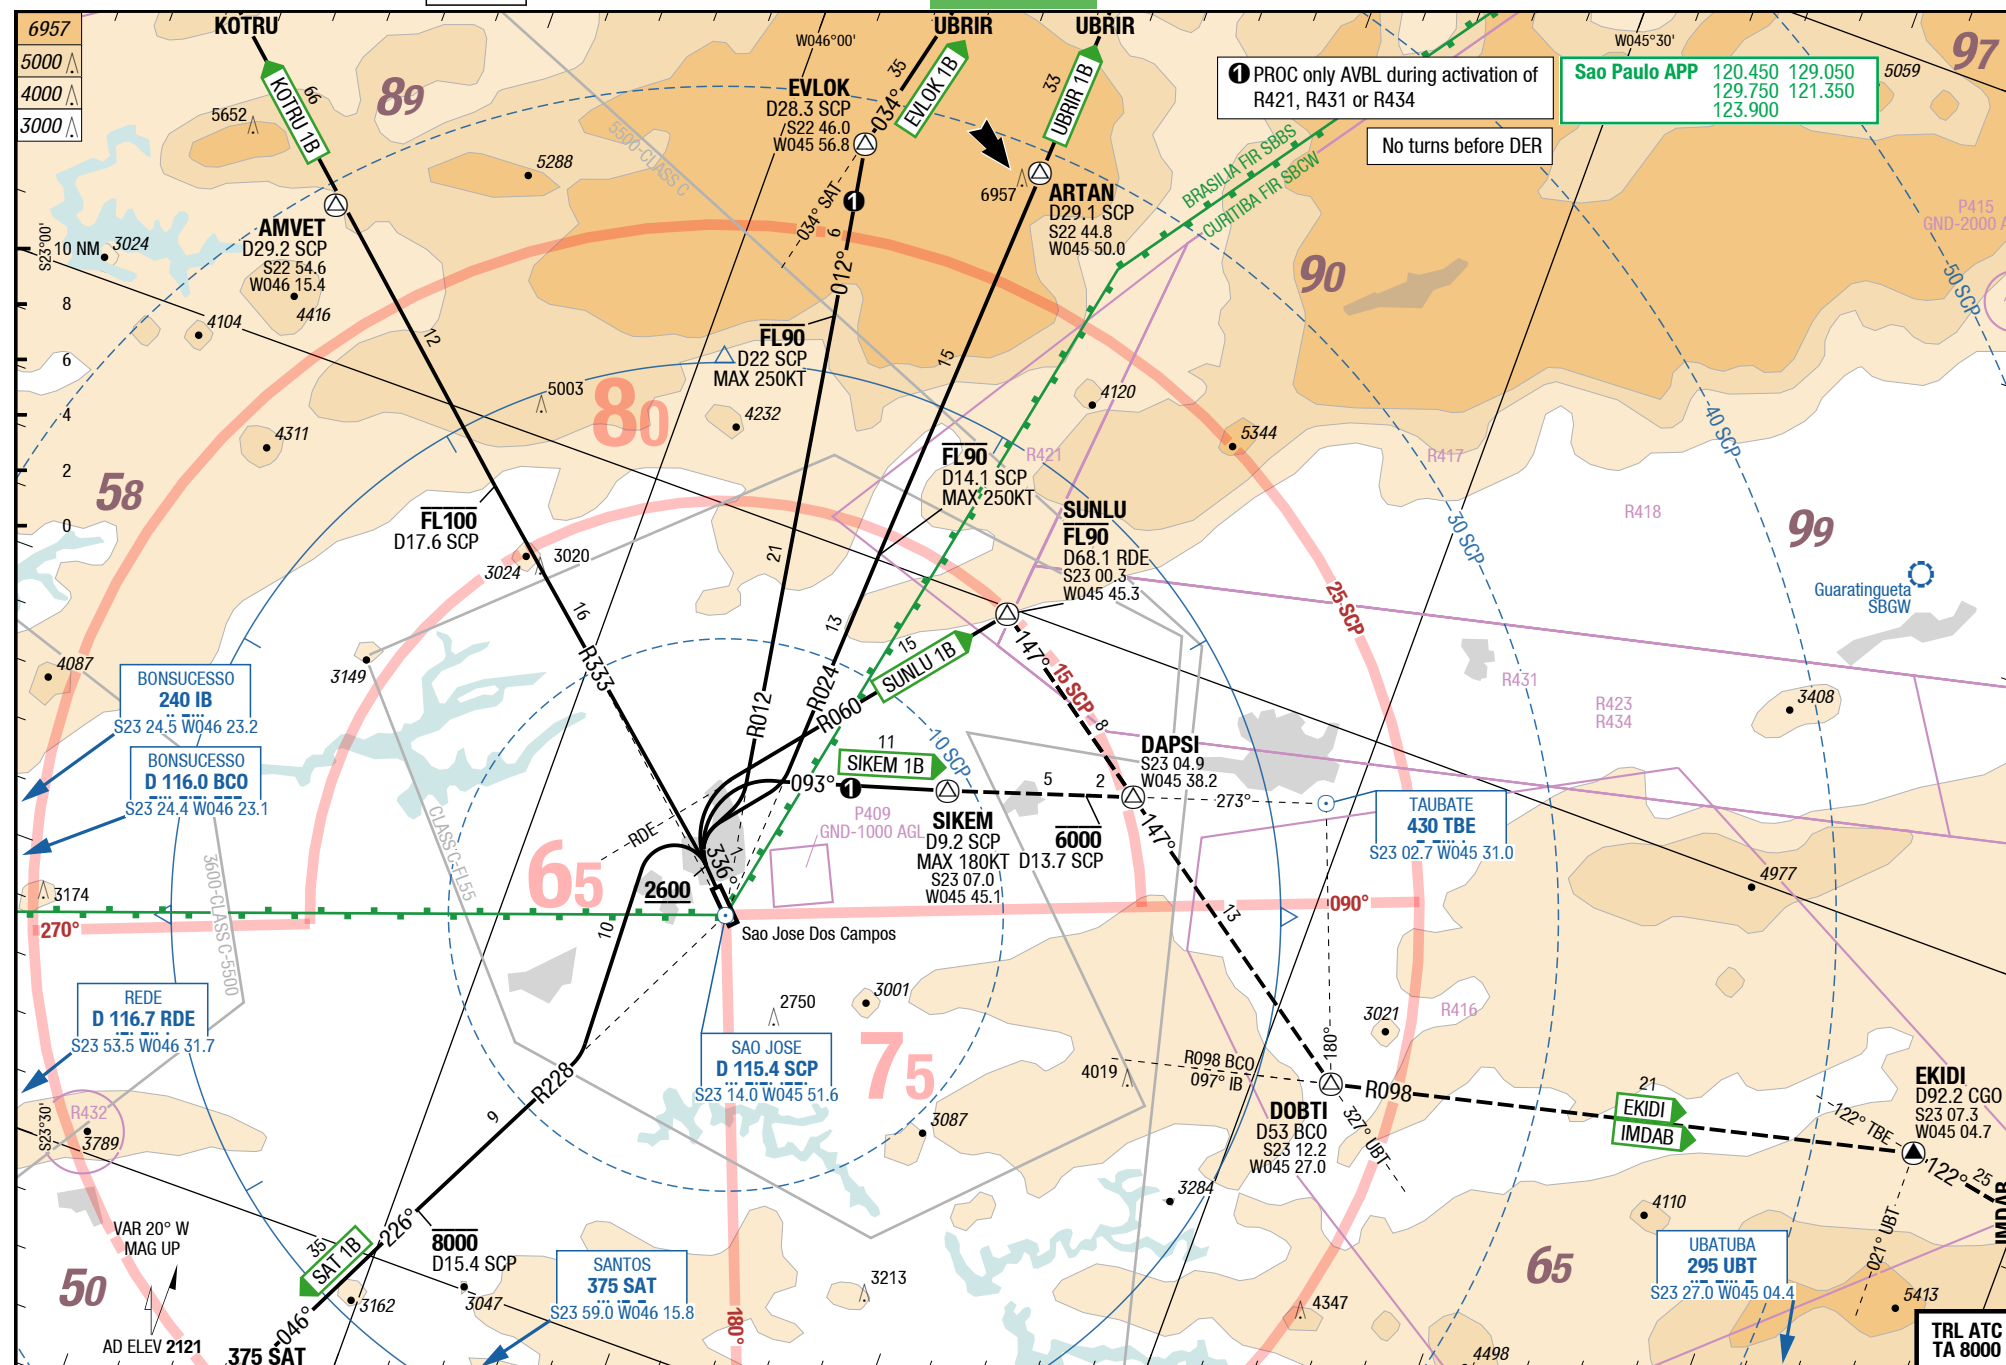 6957
5000
4000
3000
KOTRU
KOTRU 1B
66
89
5652
5288
5500-CLASS C
W046°00'
UBRIR
35
034°
EVLOK 1B
EVLOK
D28.3 SCP
S22 46.0
W045 56.8
UBRIR
33
UBRIR 1B
1 PROC only AVBL during activation of
R421, R431 or R434
No turns before DER
W045°30'
Sao Paulo APP 120.450 129.050
129.750 121.350
123.900
5059
97
BRASILIA FIR SBBS
CURITIBA FIR SBCW
P415
GND-2000 A
6957
ARTAN
D29.1 SCP
S22 44.8
W045 50.0
034° SAT
1
6
012°
AMVET
D29.2 SCP
S22 54.6
W046 15.4
S23°00'
10 NM
3024
8
6
4
2
0
4416
4104
4311
12
90
50 SCP
FL90
D22 SCP
MAX 250KT
15
5003
80
4232
4120
5344
R421
R417
40 SCP
FL90
D14.1 SCP
MAX 250KT
58
FL100
D17.6 SCP
SUNLU
FL90
D68.1 RDE
S23 00.3
W045 45.3
30 SCP
R418
99
3024
3020
21
16
13
25 SCP
Guaratingueta
SBGW
R333
R012
R024
R060
15
SUNLU 1B
147°
15 SCP
8
R431
R423
R434
3408
4087
3149
BONSUCESSO
240 IB
S23 24.5 W046 23.2
BONSUCESSO
D 116.0 BCO
S23 24.4 W046 23.1
10 SCP
11
SIKEM 1B
093°
1
5
2
DAPSI
S23 04.9
W045 38.2
273°
TAUBATE
430 TBE
S23 02.7 W045 31.0
RDE
P409
GND-1000 AGL
SIKEM
D9.2 SCP
MAX 180KT
S23 07.0
W045 45.1
6000
D13.7 SCP
147°
CLASS C-FL55
3600-CLASS C-5500
65
336°
1
2600
3174
4977
270°
10
Sao Jose Dos Campos
13
090°
REDE
D 116.7 RDE
S23 53.5 W046 31.7
2750
3001
75
SAO JOSE
D 115.4 SCP
S23 14.0 W045 51.6
3021
R416
180°
4019
R098 BCO
097° IB
DOBTI
D53 BCO
S23 12.2
W045 27.0
327° UBT
R098
21
EKIDI
IMDAB
EKIDI
D92.2 CGO
S23 07.3
W045 04.7
122° TBE
122°
25
IMDAB
R228
9
3087
R432
S23°30'
3789
3284
4110
VAR 20° W
MAG UP
50
AD ELEV 2121
35
SAT 1B
226°
8000
D15.4 SCP
3162
3047
046°
375 SAT
SANTOS
375 SAT
S23 59.0 W046 15.8
180°
3213
4347
65
UBATUBA
295 UBT
S23 27.0 W045 04.4
021° UBT
5413
4498
TRL ATC
TA 8000